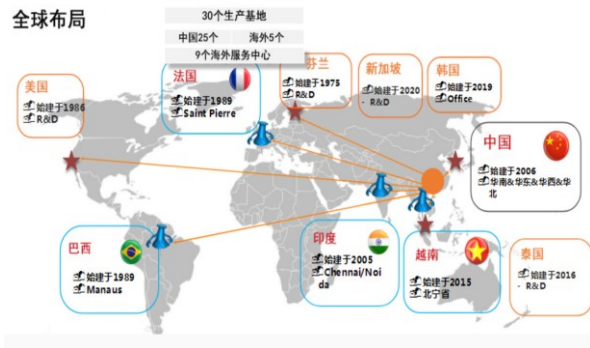 全球布局
30个生产基地
中国25个 海外5个
9个海外服务中心
美国
始建于1986
R&D
法国
始建于1989
Saint Pierre
芬兰
始建于1975
R&D
新加坡
始建于2020
- R&D
韩国
始建于2019
Office
中国
始建于2006
华南&华东&华西&华
北
巴西
始建于1989
Manaus
印度
始建于2005
Chennai/Noi
da
越南
始建于2015
北宁省
泰国
始建于2016
- R&D